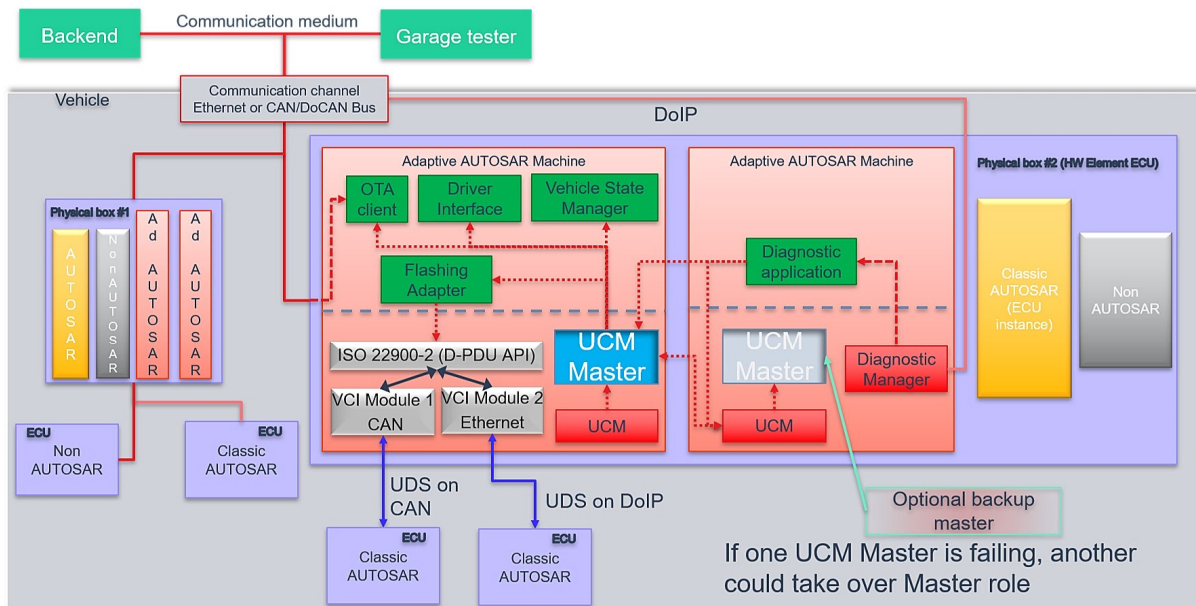 Communication medium
Backend
Garage tester
Communication channel
Ethernet or CAN/DoCAN Bus
Vehicle
DoIP
Physical box #1
AUTOSAR
NonAUTOSAR
Ad AUTOSAR
Ad AUTOSAR
ECU
Non
AUTOSAR
ECU
Classic
AUTOSAR
Adaptive AUTOSAR Machine
OTA
client
Driver
Interface
Vehicle State
Manager
Flashing
Adapter
ISO 22900-2 (D-PDU API)
UCM
Master
VCI Module 1
CAN
VCI Module 2
Ethernet
UCM
Adaptive AUTOSAR Machine
Diagnostic
application
UCM
Master
Diagnostic
Manager
UCM
Physical box #2 (HW Element ECU)
Classic
AUTOSAR
(ECU
instance)
Non
AUTOSAR
UDS on
CAN
UDS on DoIP
ECU
Classic
AUTOSAR
ECU
Classic
AUTOSAR
Optional backup
master
If one UCM Master is failing, another
could take over Master role